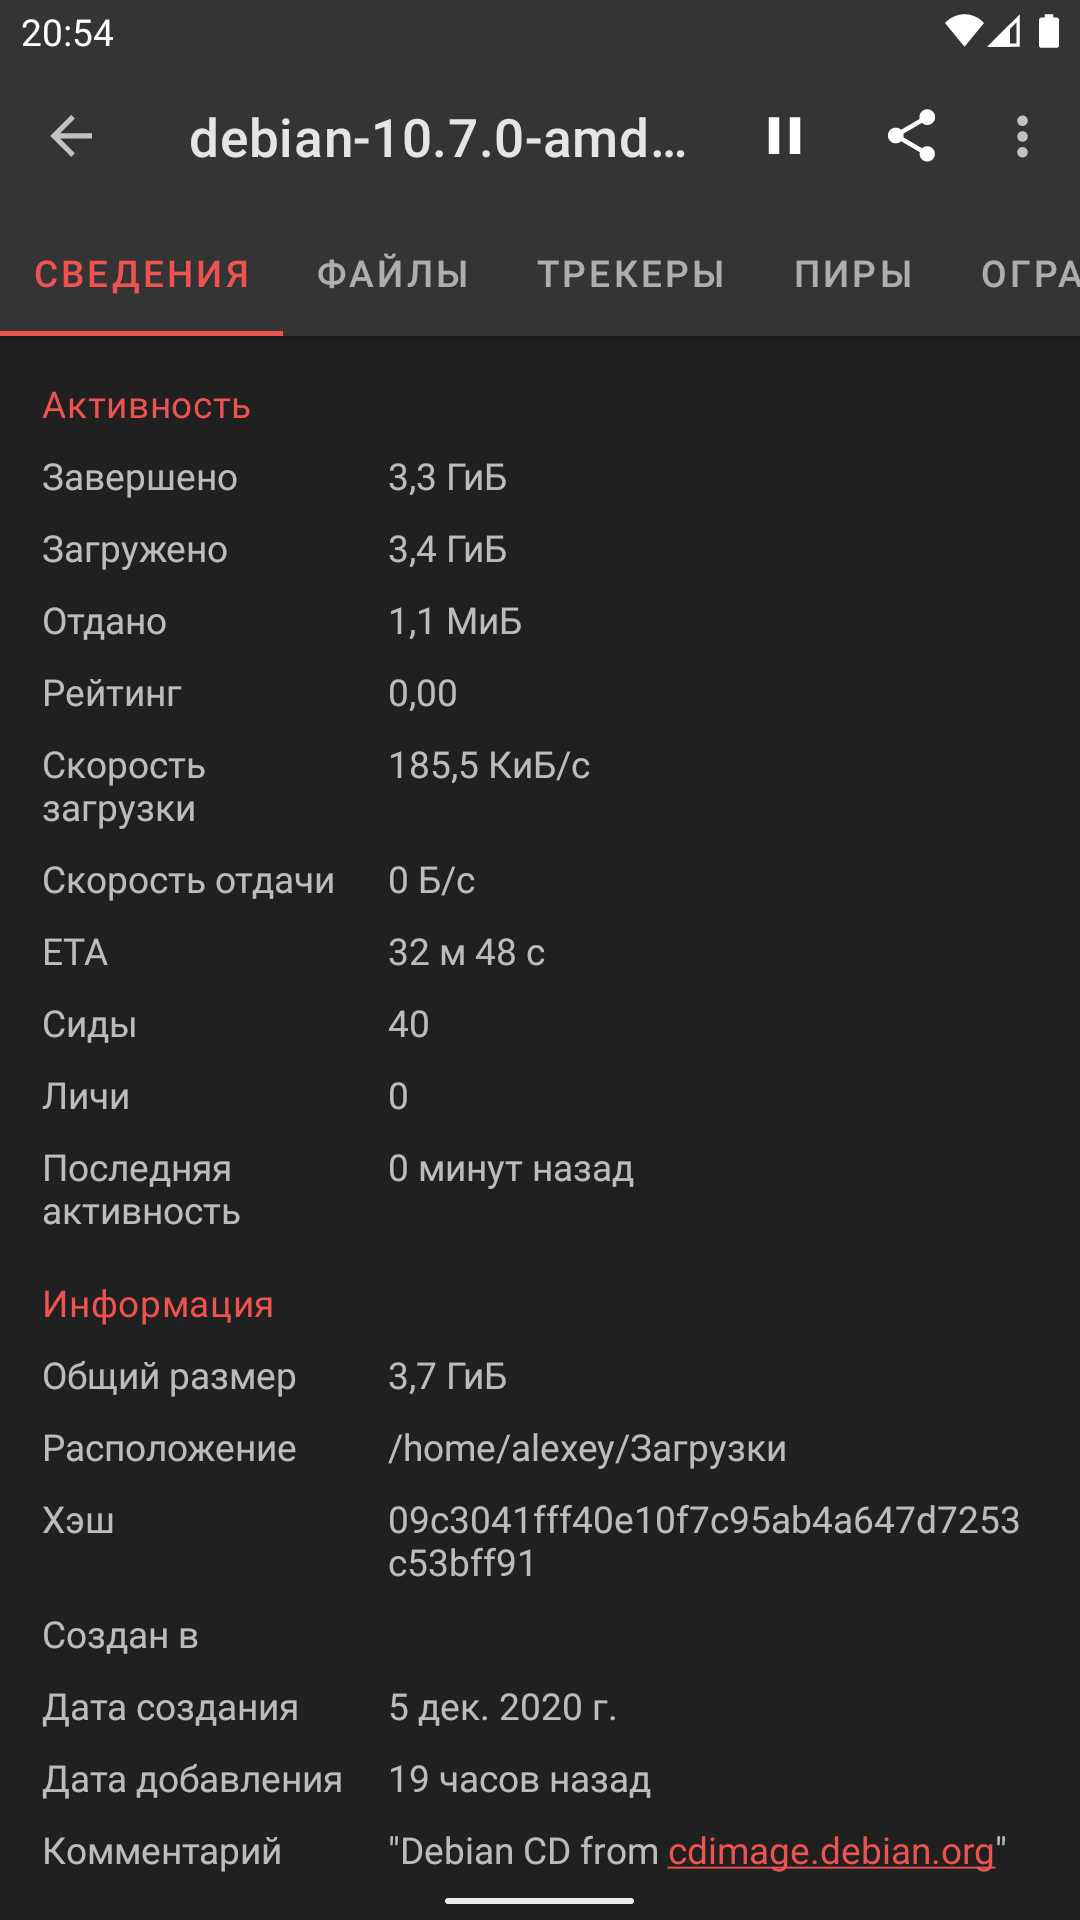 20:54
debian-10.7.0-amd...
СВЕДЕНИЯ ФАЙЛЫ ТРЕКЕРЫ ПИРЫ ОГРА
Активность
Завершено 3,3 ГиБ
Загружено 3,4 ГиБ
Отдано 1,1 МиБ
Рейтинг 0,00
Скорость 185,5 КиБ/с
загрузки
Скорость отдачи 0 Б/с
ETA 32 м 48 с
Сиды 40
Личи 0
Последняя 0 минут назад
активность
Информация
Общий размер 3,7 ГиБ
Расположение /home/alexey/Загрузки
Хэш 09c3041fff40e10f7c95ab4a647d7253
c53bff91
Создан в
Дата создания 5 дек. 2020 г.
Дата добавления 19 часов назад
Комментарий "Debian CD from cdimage.debian.org"